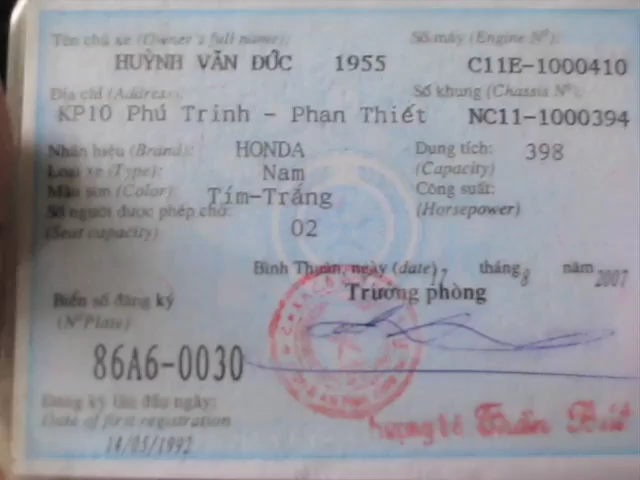 Tên chủ xe (Owner's full name): Số máy (Engine Nº):
HUỲNH VĂN ĐỨC 1955 C11E-1000410
Địa chỉ (Address): Số khung (Chassis Nº):
KP10 Phú Trinh - Phan Thiết NC11-1000394
Nhãn hiệu (Brand): HONDA Dung tích: 398
Loại xe (Type): Nam (Capacity)
Màu sơn (Color): Tím-Trắng Công suất:
Số người được phép chở: (Horsepower)
(Seat capacity) 02
Bình Thuận, ngày (date) 7 tháng 8 năm 2007
Trưởng phòng
Biển số đăng ký
(Nº Plate)
86A6-0030
Đăng ký lần đầu ngày:
Date of first registration
14/05/1992